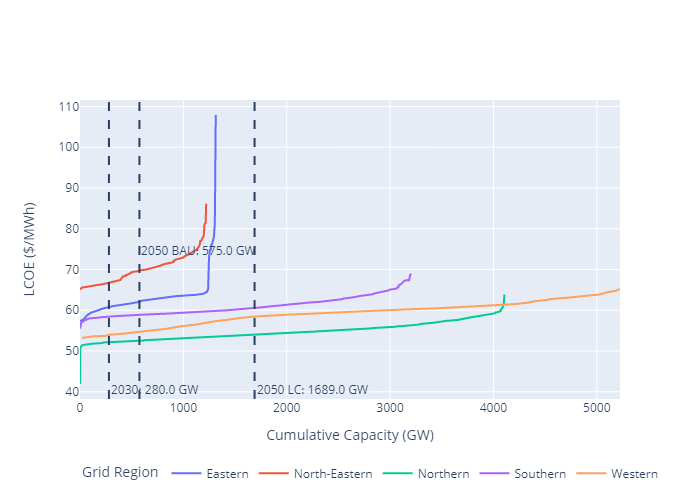 110
100
90
80
70
60
50
40
LCOE ($/MWh)
2050 BAU: 575.0 GW
2030: 280.0 GW
2050 LC: 1689.0 GW
0 1000 2000 3000 4000 5000
Cumulative Capacity (GW)
Grid Region Eastern North-Eastern Northern Southern Western